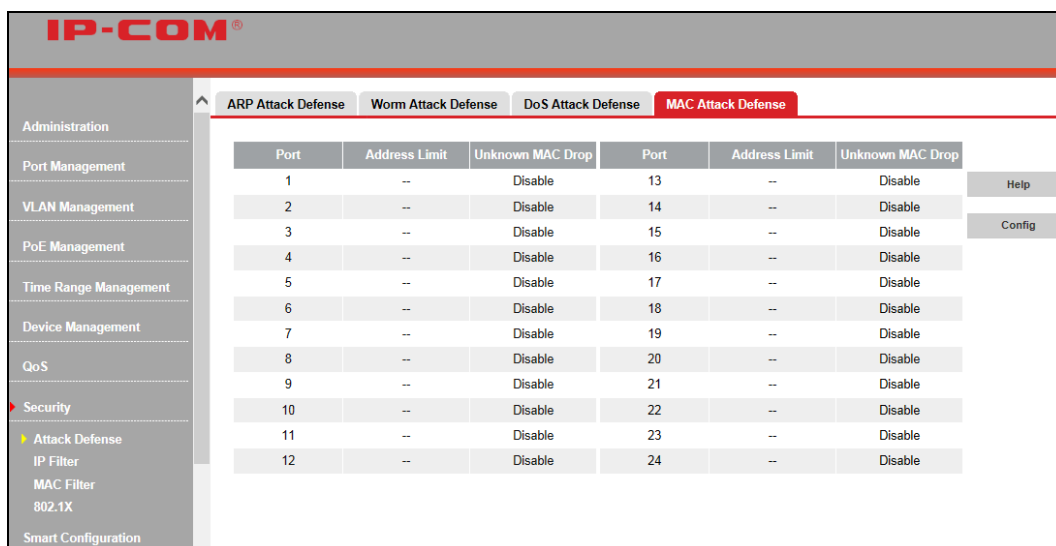 IP-COM®
ARP Attack Defense Worm Attack Defense DoS Attack Defense MAC Attack Defense
Administration
Port Management
VLAN Management
PoE Management
Time Range Management
Device Management
QoS
Security
Attack Defense
IP Filter
MAC Filter
802.1X
Smart Configuration
Port Address Limit Unknown MAC Drop Port Address Limit Unknown MAC Drop
1 -- Disable 13 -- Disable
2 -- Disable 14 -- Disable
3 -- Disable 15 -- Disable
4 -- Disable 16 -- Disable
5 -- Disable 17 -- Disable
6 -- Disable 18 -- Disable
7 -- Disable 19 -- Disable
8 -- Disable 20 -- Disable
9 -- Disable 21 -- Disable
10 -- Disable 22 -- Disable
11 -- Disable 23 -- Disable
12 -- Disable 24 -- Disable
Help
Config